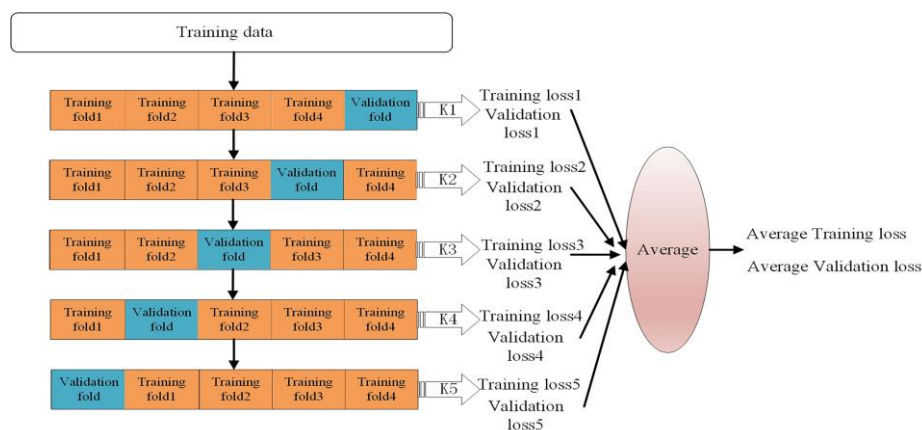 Training data
Training Training Training Training Validation
fold1 fold2 fold3 fold4 fold
K1
Training loss1
Validation
loss1
Training Training Training Validation Training
fold1 fold2 fold3 fold fold4
K2
Training loss2
Validation
loss2
Training Training Validation Training Training
fold1 fold2 fold fold3 fold4
K3
Training loss3
Validation
loss3
Training Validation Training Training Training
fold1 fold fold2 fold3 fold4
K4
Training loss4
Validation
loss4
Validation Training Training Training Training
fold fold1 fold2 fold3 fold4
K5
Training loss5
Validation
loss5
Average
Average Training loss
Average Validation loss